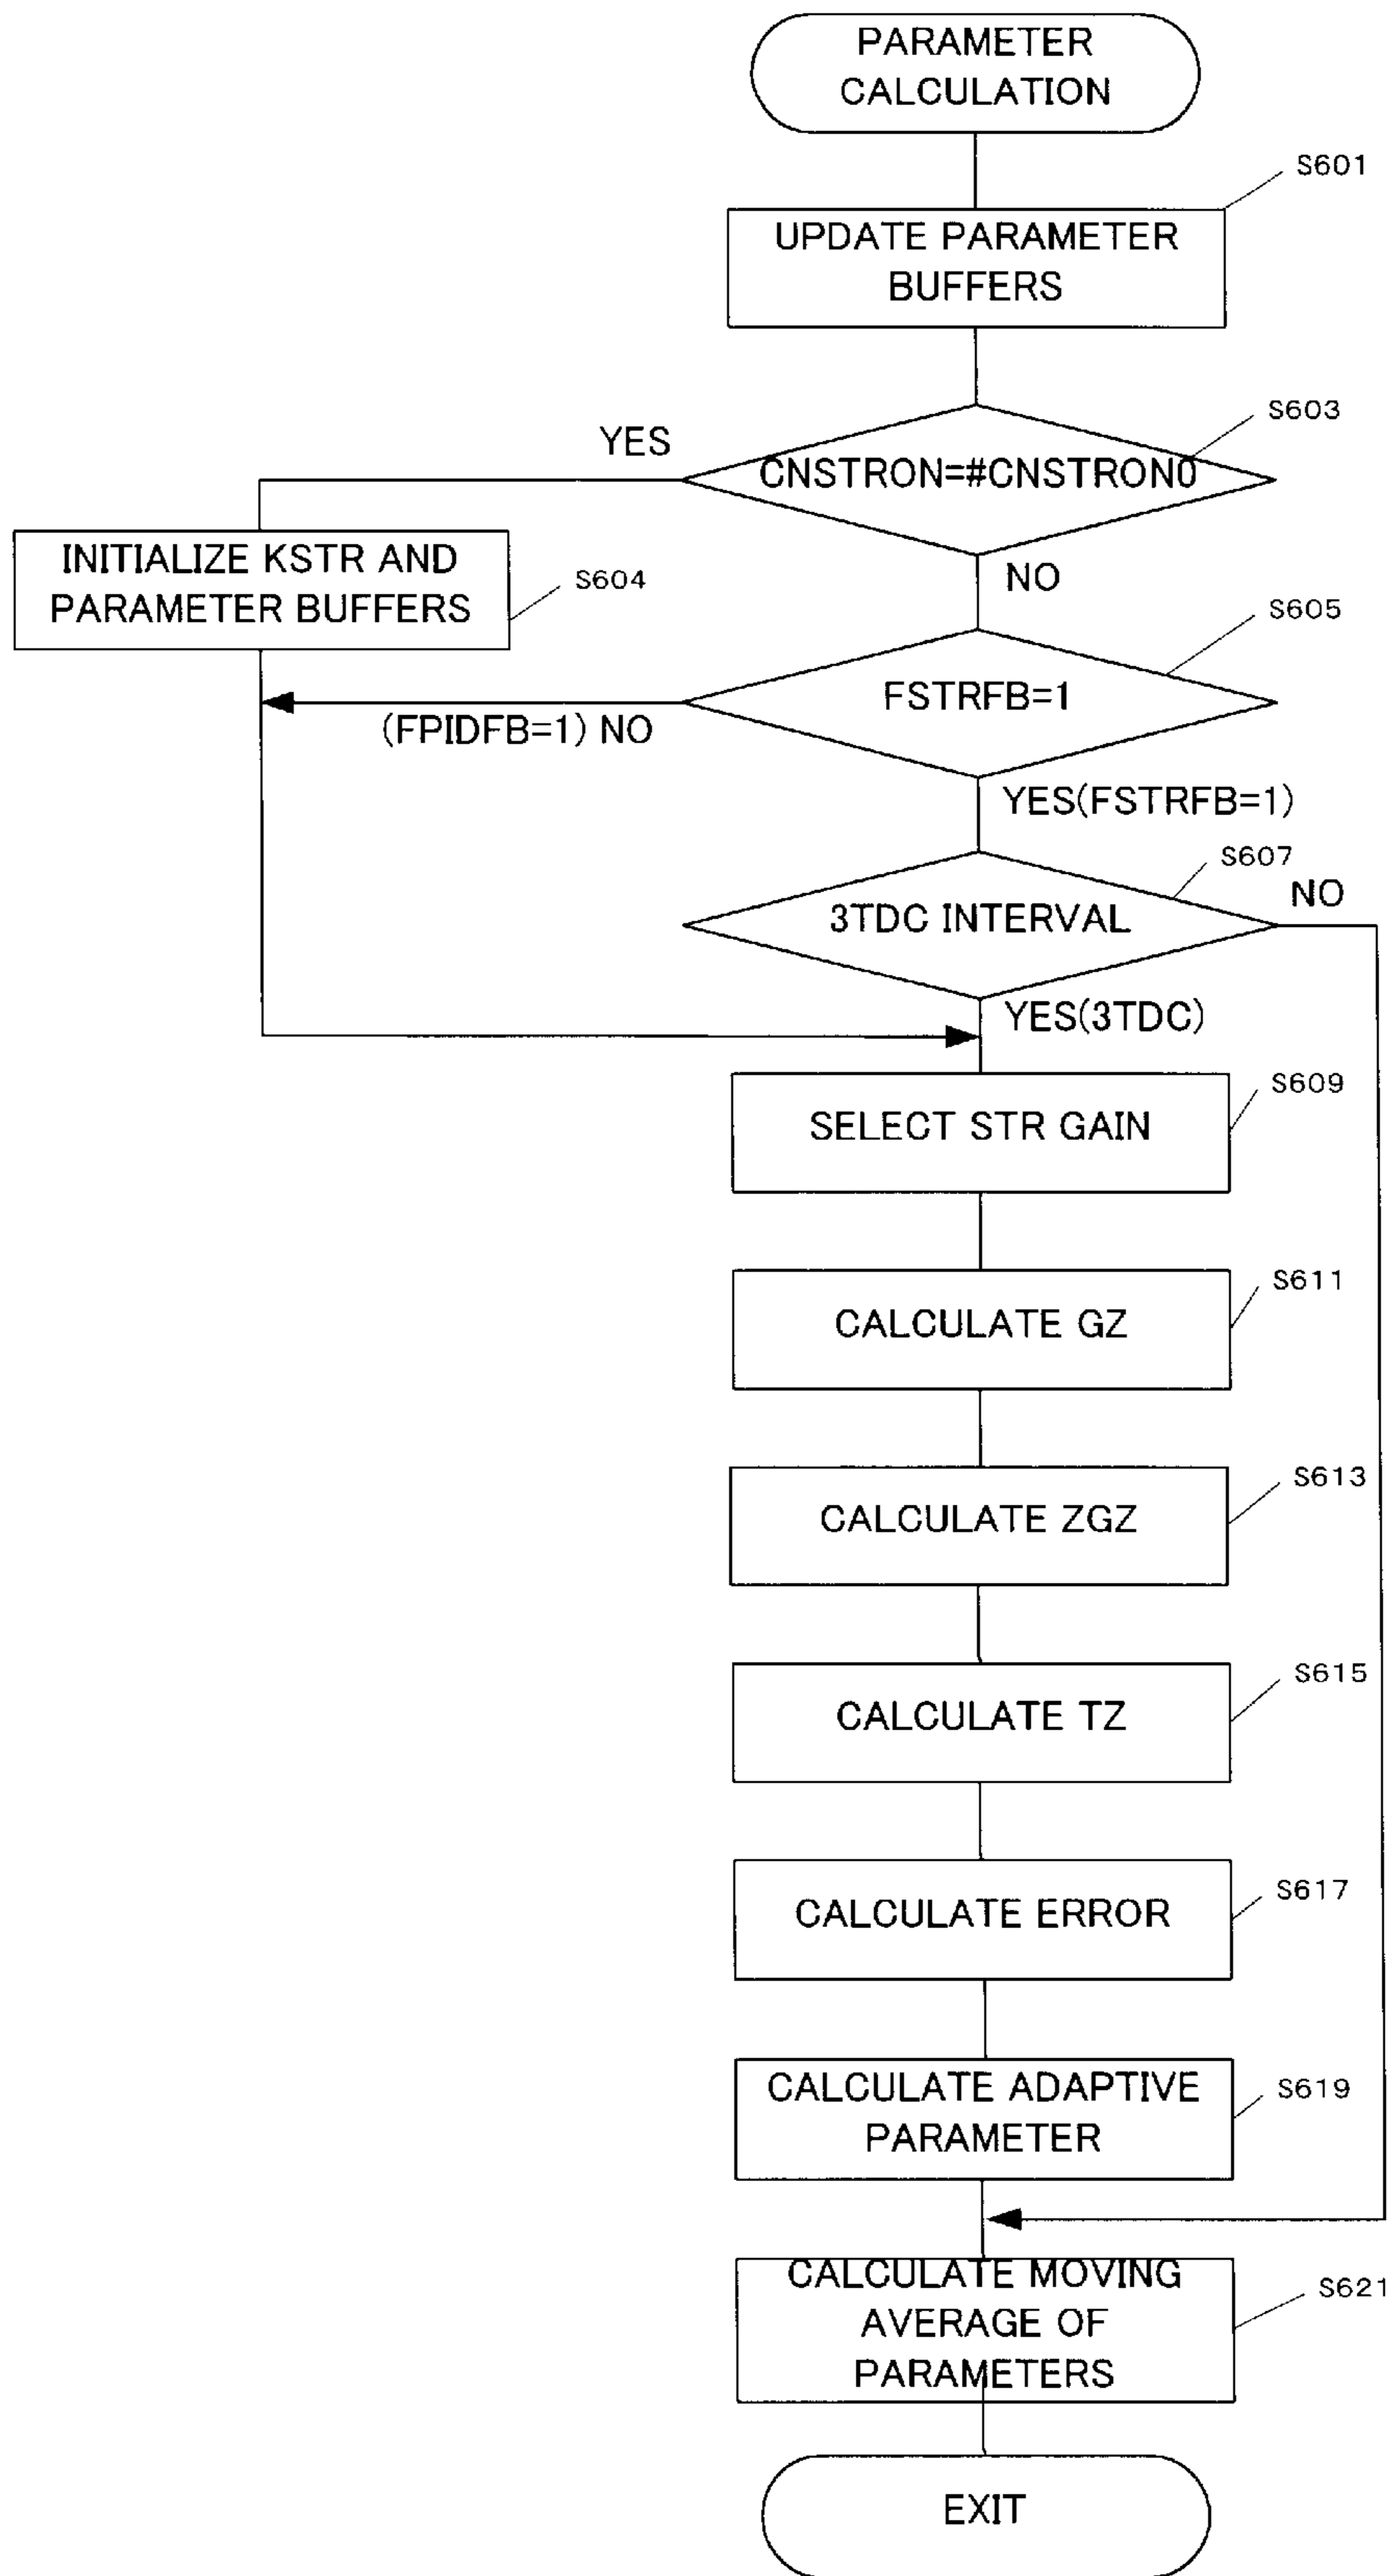 PARAMETER
CALCULATION
S601
UPDATE PARAMETER
BUFFERS
S603
YES
CNSTRON=#CNSTRON0
INITIALIZE KSTR AND
PARAMETER BUFFERS
S604
NO
S605
FSTRFB=1
(FPIDFB=1) NO
YES(FSTRFB=1)
S607
NO
3TDC INTERVAL
YES(3TDC)
S609
SELECT STR GAIN
S611
CALCULATE GZ
S613
CALCULATE ZGZ
S615
CALCULATE TZ
S617
CALCULATE ERROR
S619
CALCULATE ADAPTIVE
PARAMETER
S621
CALCULATE MOVING
AVERAGE OF
PARAMETERS
EXIT